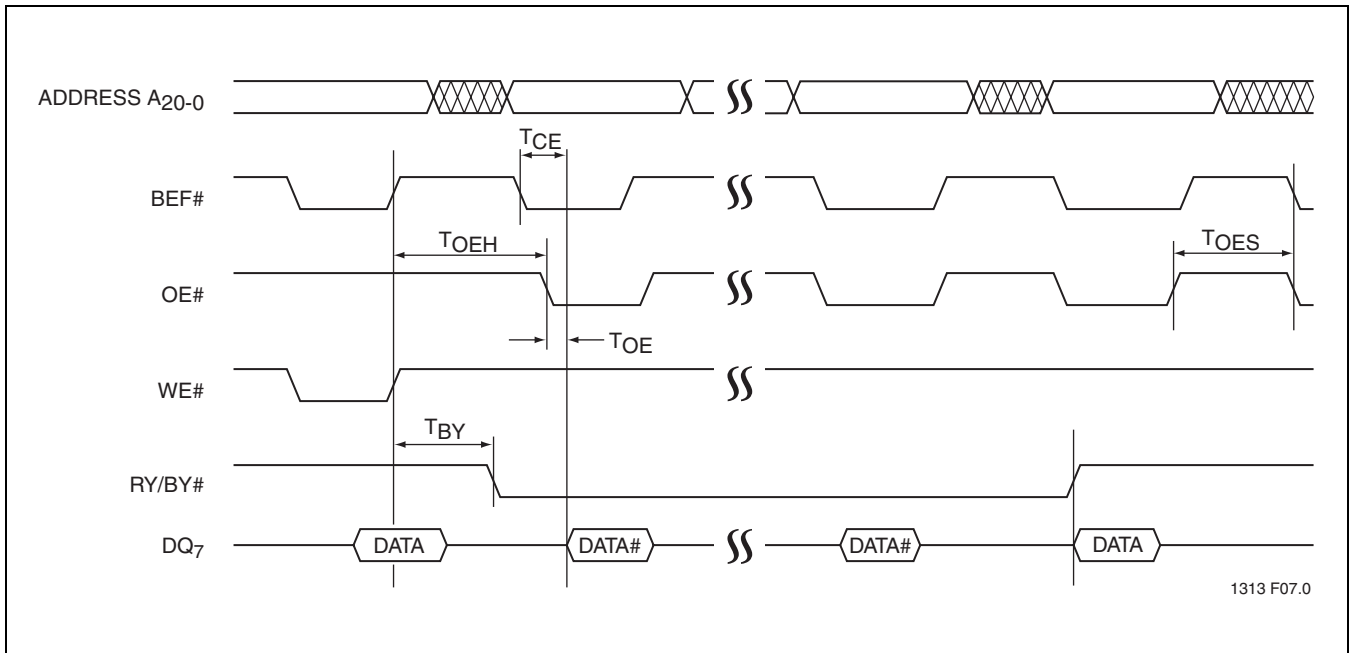 ADDRESS A20-0
TCE
BEF#
TOEH
TOES
OE#
TOE
WE#
TBY
RY/BY#
DQ7 DATA DATA# DATA# DATA
1313 F07.0